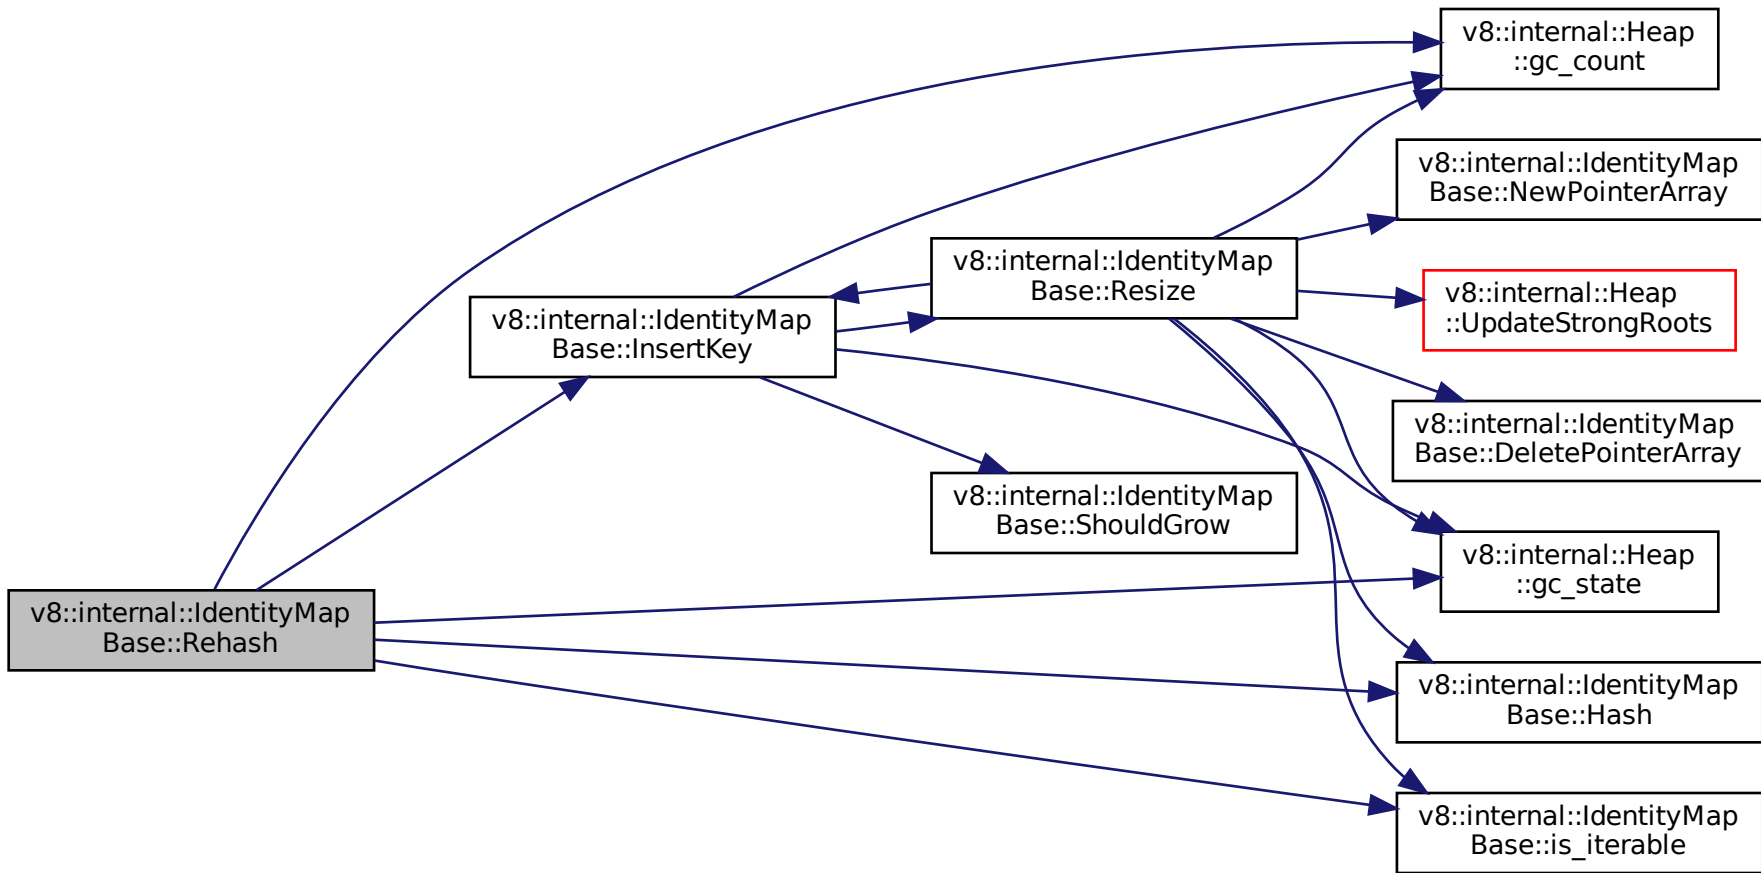 v8::internal::Heap
::gc_count
v8::internal::IdentityMap
Base::NewPointerArray
v8::internal::IdentityMap
Base::Resize
v8::internal::Heap
::UpdateStrongRoots
v8::internal::IdentityMap
Base::InsertKey
v8::internal::IdentityMap
Base::DeletePointerArray
v8::internal::IdentityMap
Base::ShouldGrow
v8::internal::Heap
::gc_state
v8::internal::IdentityMap
Base::Rehash
v8::internal::IdentityMap
Base::Hash
v8::internal::IdentityMap
Base::is_iterable